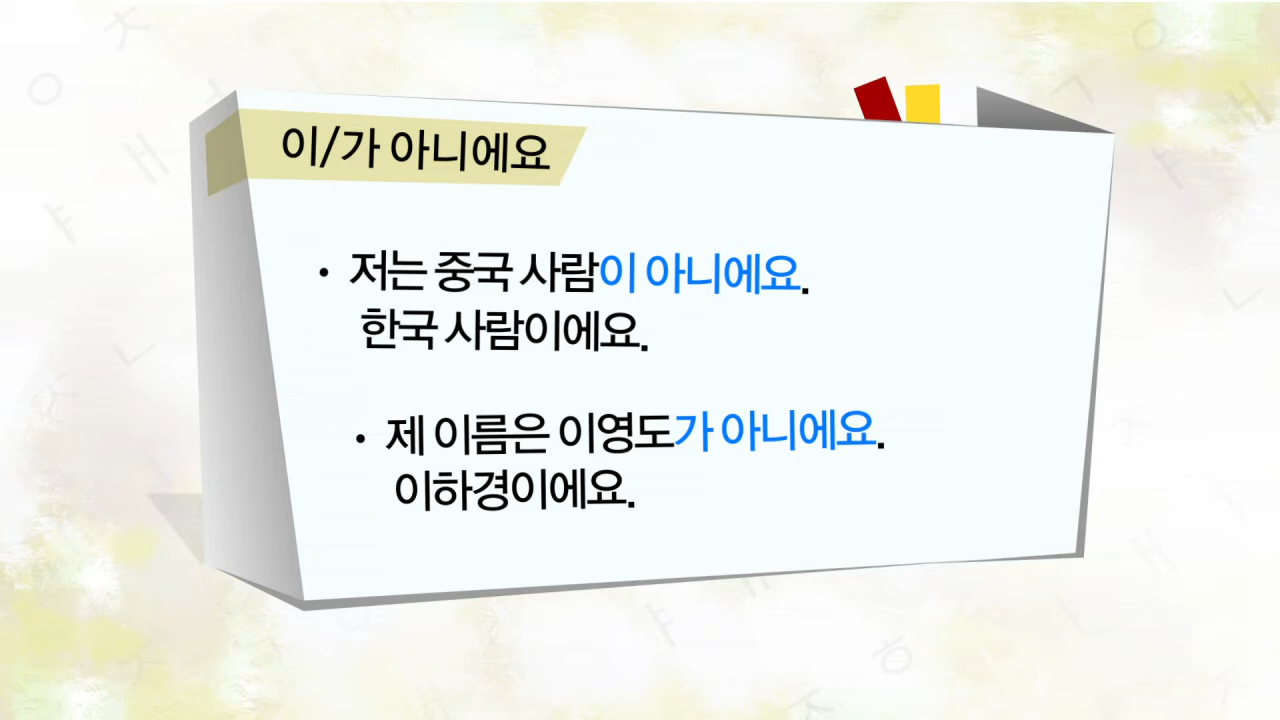 이/가 아니에요
• 저는 중국 사람이 아니에요.
한국 사람이에요.
• 제 이름은 이영도가 아니에요.
이하경이에요.